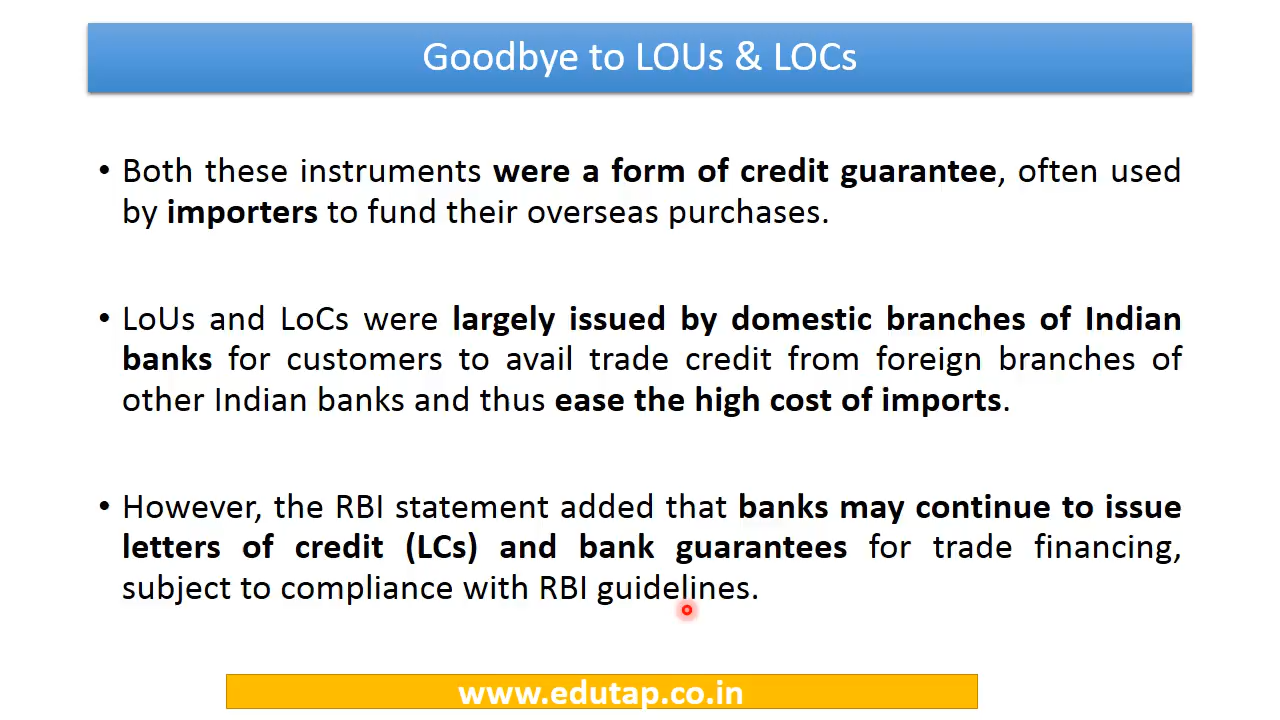 Goodbye to LOUs & LOCs
• Both these instruments were a form of credit guarantee, often used
by importers to fund their overseas purchases.
• LoUs and LoCs were largely issued by domestic branches of Indian
banks for customers to avail trade credit from foreign branches of
other Indian banks and thus ease the high cost of imports.
• However, the RBI statement added that banks may continue to issue
letters of credit (LCs) and bank guarantees for trade financing,
subject to compliance with RBI guidelines.
www.edutap.co.in